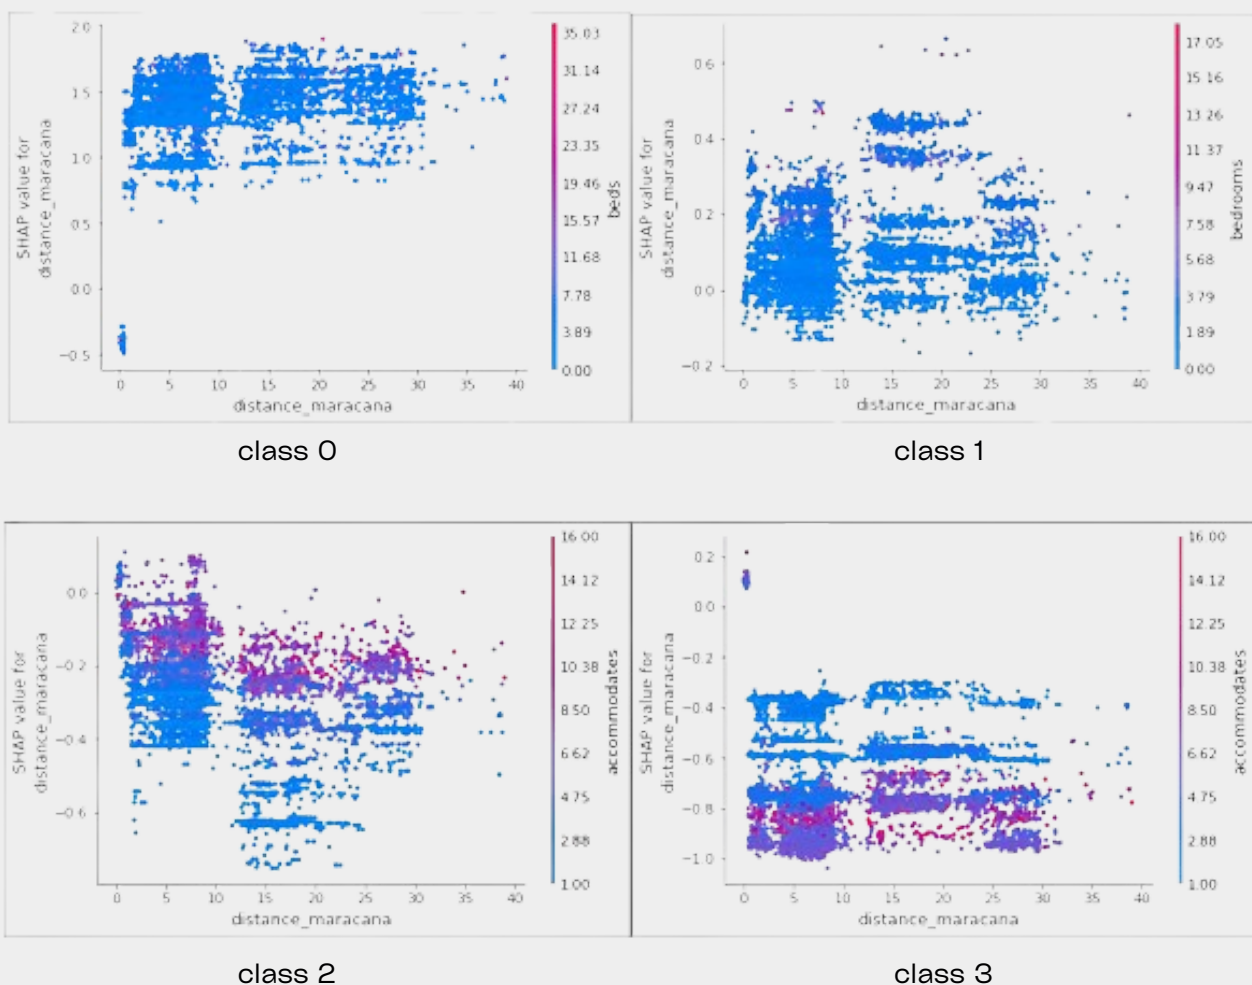 2.0
1.5
1.0
0.5
0.0
−0.5
SHAP value for
distance_maracana
0 5 10 15 20 25 30 35 40
distance_maracana
35.03
31.14
27.24
23.35
19.46
15.57
11.68
7.78
3.89
0.00
beds
class 0
0.6
0.4
0.2
0.0
−0.2
SHAP value for
distance_maracana
0 5 10 15 20 25 30 35 40
distance_maracana
17.05
15.16
13.26
11.37
9.47
7.58
5.68
3.79
1.89
0.00
bedrooms
class 1
0.0
−0.2
−0.4
−0.6
SHAP value for
distance_maracana
0 5 10 15 20 25 30 35 40
distance_maracana
16.00
14.12
12.25
10.38
8.50
6.62
4.75
2.88
1.00
accommodates
class 2
0.2
0.0
−0.2
−0.4
−0.6
−0.8
−1.0
SHAP value for
distance_maracana
0 5 10 15 20 25 30 35 40
distance_maracana
16.00
14.12
12.25
10.38
8.50
6.62
4.75
2.88
1.00
accommodates
class 3